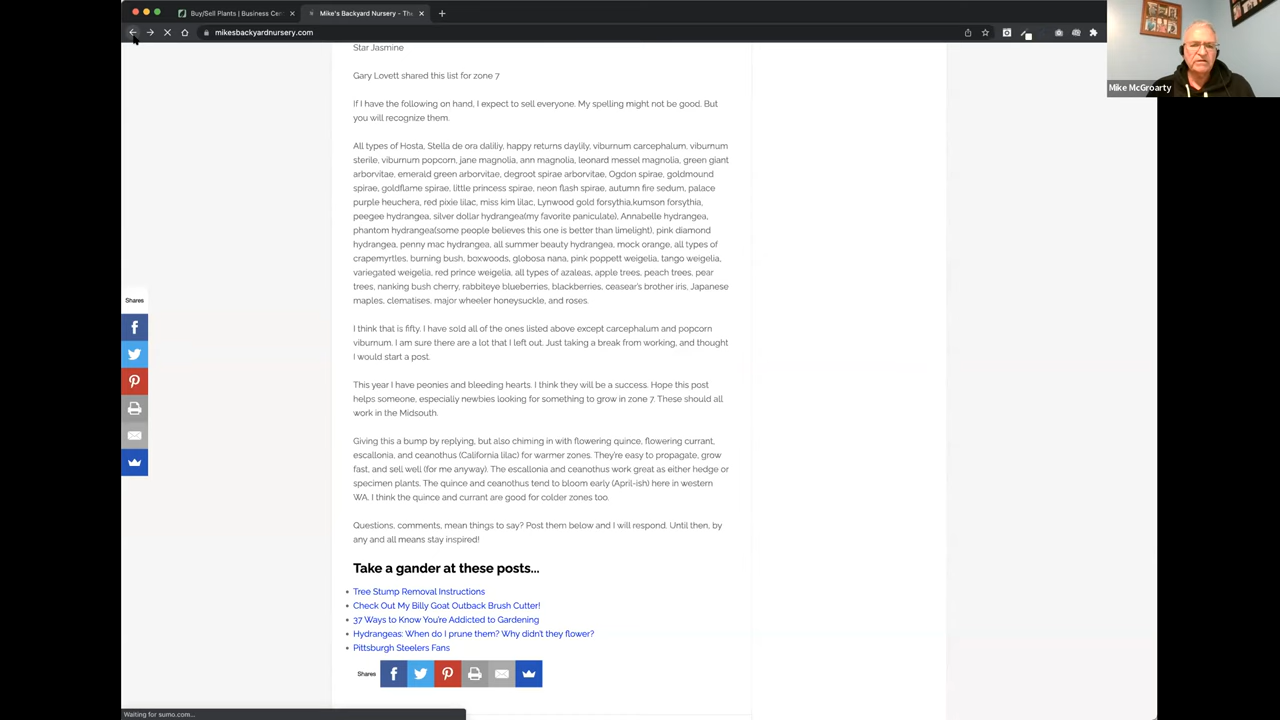 Buy/Sell Plants | Business Cen
Mike's Backyard Nursery – The
mikesbackyardnursery.com
Mike McGroarty
Star Jasmine
Gary Lovett shared this list for zone 7
If I have the following on hand, I expect to sell everyone. My spelling might not be good. But
you will recognize them.
All types of Hosta, Stella de ora daliliy, happy returns daylily, viburnum carcephalum, viburnum
sterile, viburnum popcorn, jane magnolia, ann magnolia, leonard messel magnolia, green giant
arborvitae, emerald green arborvitae, degroot spirae arborvitae, Ogdon spirae, goldmound
spirae, goldflame spirae, little princess spirae, neon flash spirae, autumn fire sedum, palace
purple heuchera, red pixie lilac, miss kim lilac, Lynwood gold forsythia,kumson forsythia,
peegee hydrangea, silver dollar hydrangea(my favorite paniculate), Annabelle hydrangea,
phantom hydrangea(some people believes this one is better than limelight), pink diamond
hydrangea, penny mac hydrangea, all summer beauty hydrangea, mock orange, all types of
crapemyrtles, burning bush, boxwoods, globosa nana, pink poppett weigelia, tango weigelia,
variegated weigelia, red prince weigelia, all types of azaleas, apple trees, peach trees, pear
trees, nanking bush cherry, rabbiteye blueberries, blackberries, ceasear's brother iris, Japanese
maples, clematises, major wheeler honeysuckle, and roses.
I think that is fifty. I have sold all of the ones listed above except carcephalum and popcorn
viburnum. I am sure there are a lot that I left out. Just taking a break from working, and thought
I would start a post.
This year I have peonies and bleeding hearts. I think they will be a success. Hope this post
helps someone, especially newbies looking for something to grow in zone 7. These should all
work in the Midsouth.
Giving this a bump by replying, but also chiming in with flowering quince, flowering currant,
escallonia, and ceanothus (California lilac) for warmer zones. They're easy to propagate, grow
fast, and sell well (for me anyway). The escallonia and ceanothus work great as either hedge or
specimen plants. The quince and ceanothus tend to bloom early (April-ish) here in western
WA. I think the quince and currant are good for colder zones too.
Questions, comments, mean things to say? Post them below and I will respond. Until then, by
any and all means stay inspired!
Take a gander at these posts...
Tree Stump Removal Instructions
Check Out My Billy Goat Outback Brush Cutter!
37 Ways to Know You're Addicted to Gardening
Hydrangeas: When do I prune them? Why didn't they flower?
Pittsburgh Steelers Fans
Shares
Shares
Waiting for sumo.com...